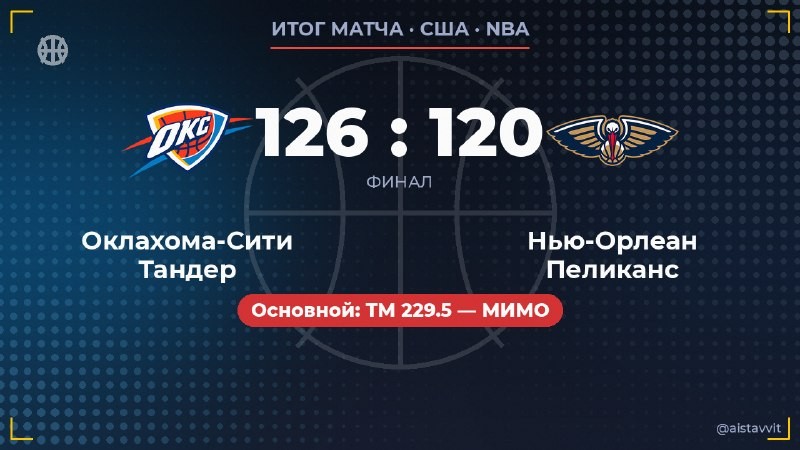 ИТОГ МАТЧА · США · NBA
OKC
126 : 120
ФИНАЛ
Оклахома-Сити
Тандер
Нью-Орлеан
Пеликанс
Основной: ТМ 229.5 — МИМО
@aistavvit